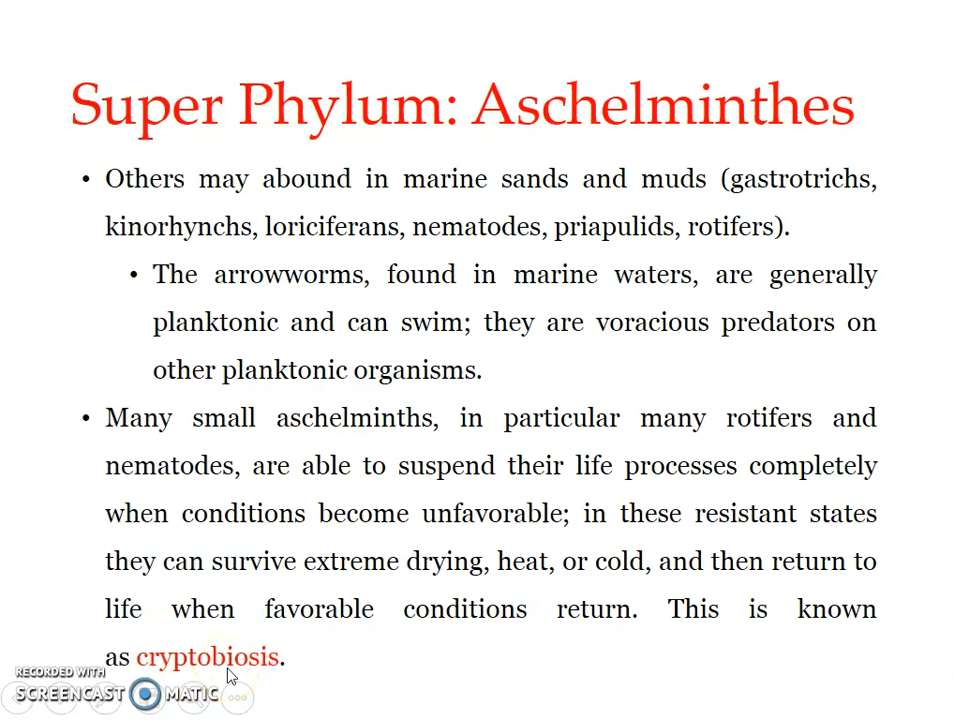 Super Phylum: Aschelminthes
• Others may abound in marine sands and muds (gastrotrichs,
kinorhynchs, loriciferans, nematodes, priapulids, rotifers).
• The arrowworms, found in marine waters, are generally
planktonic and can swim; they are voracious predators on
other planktonic organisms.
• Many small aschelminths, in particular many rotifers and
nematodes, are able to suspend their life processes completely
when conditions become unfavorable; in these resistant states
they can survive extreme drying, heat, or cold, and then return to
life when favorable conditions return. This is known
as cryptobiosis.
RECORDED WITH
SCREENCAST MATIC